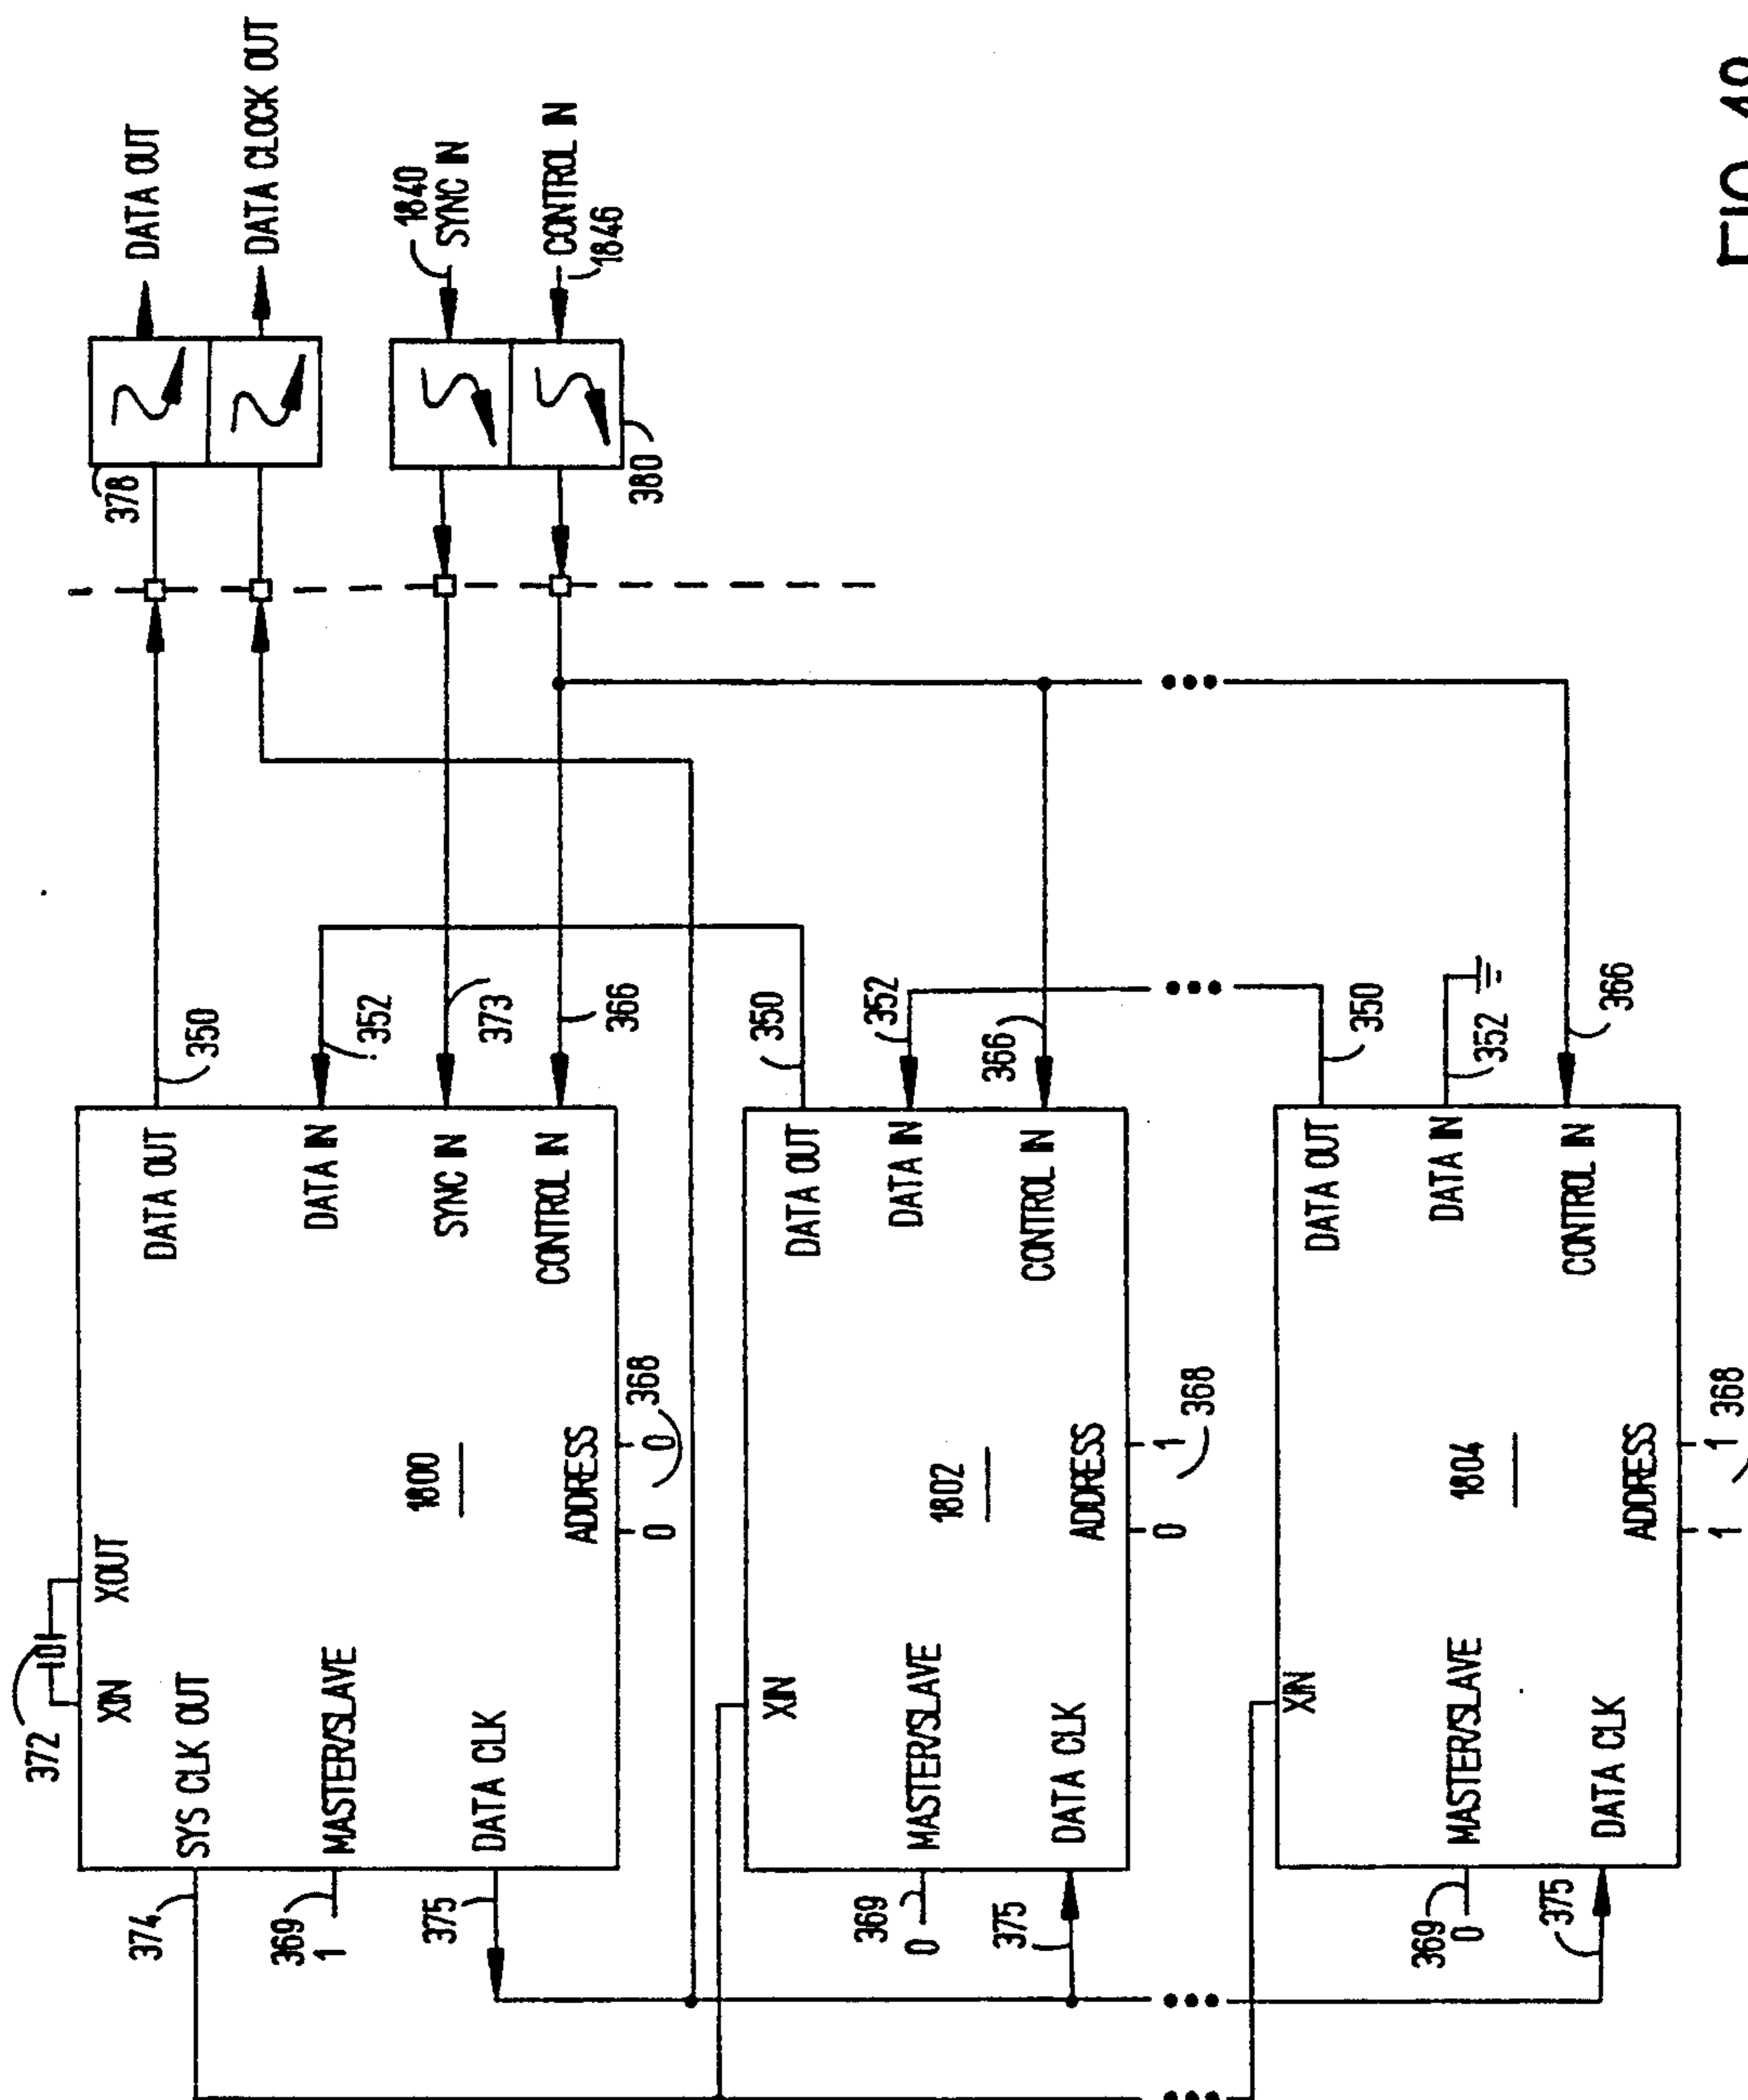 DATA OUT
DATA CLOCK OUT
1840
SYNC IN
CONTROL IN
1846
378
380
350
352
373
366
372
XIN
XOUT
SYS CLK OUT
MASTER/SLAVE
DATA CLK
1800
ADDRESS
0 0
368
DATA OUT
DATA IN
SYNC IN
CONTROL IN
374
369
1
375
350
352
366
XIN
MASTER/SLAVE
DATA CLK
1802
ADDRESS
0 1
368
DATA OUT
DATA IN
CONTROL IN
369
0
375
350
352
366
XIN
MASTER/SLAVE
DATA CLK
1804
ADDRESS
1 1
368
DATA OUT
DATA IN
CONTROL IN
369
0
375